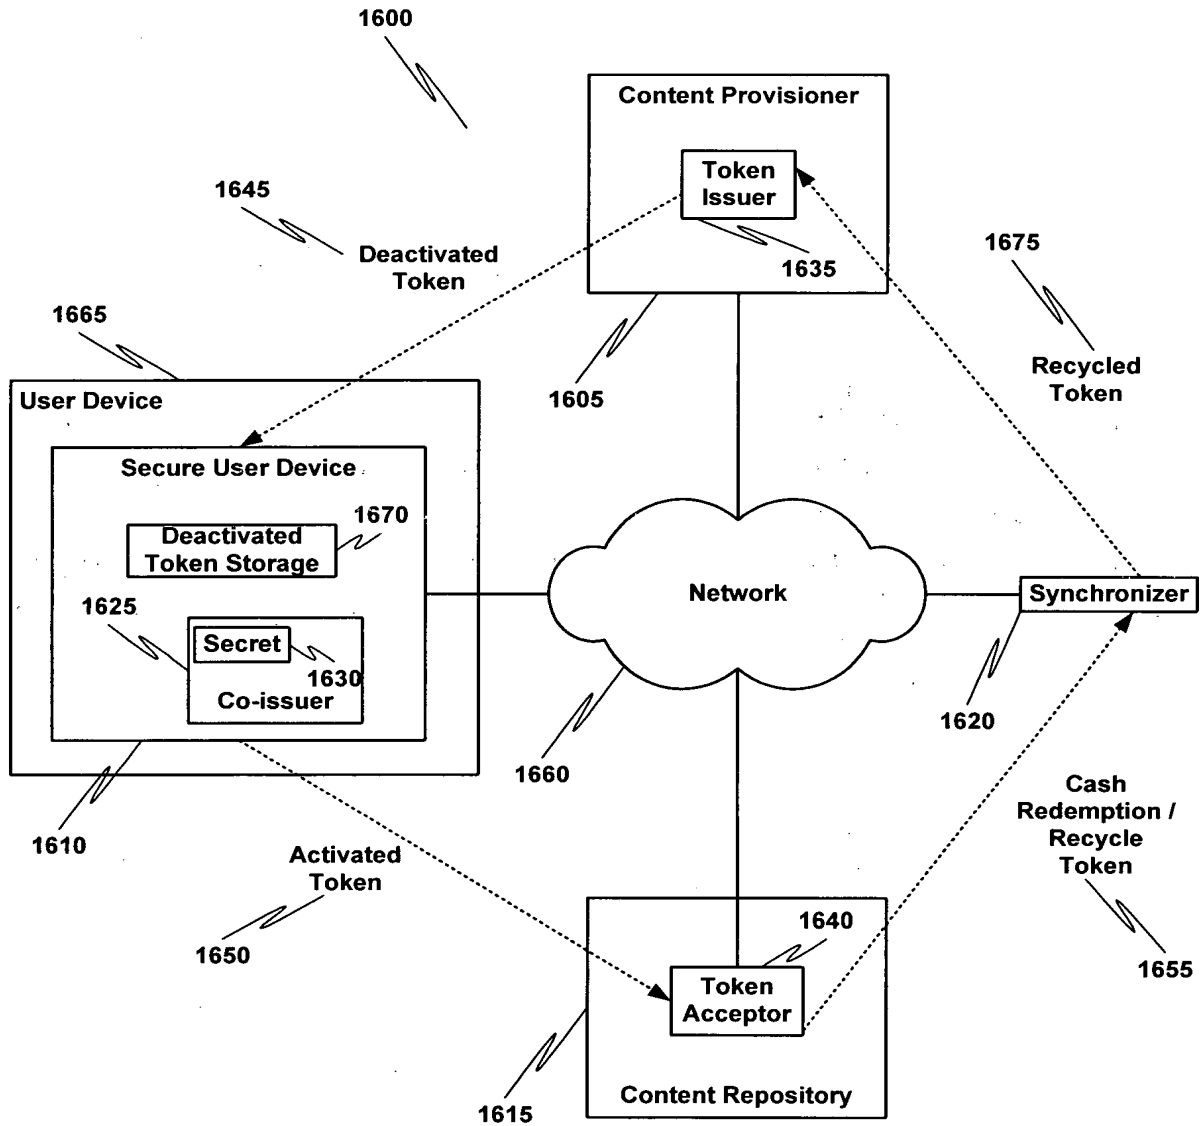 1600
Content Provisioner
Token
Issuer
1635
1645
Deactivated
Token
1675
Recycled
Token
1605
1665
User Device
Secure User Device
1670
Deactivated
Token Storage
1625
Secret
1630
Co-issuer
Network
Synchronizer
1620
1660
1610
Activated
Token
1650
Cash
Redemption /
Recycle
Token
1655
1640
Token
Acceptor
Content Repository
1615